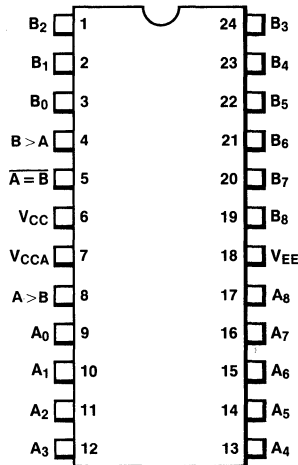 B2 1 24 B3
B1 2 23 B4
B0 3 22 B5
B > A 4 21 B6
A = B 5 20 B7
VCC 6 19 B8
VCCA 7 18 VEE
A > B 8 17 A8
A0 9 16 A7
A1 10 15 A6
A2 11 14 A5
A3 12 13 A4